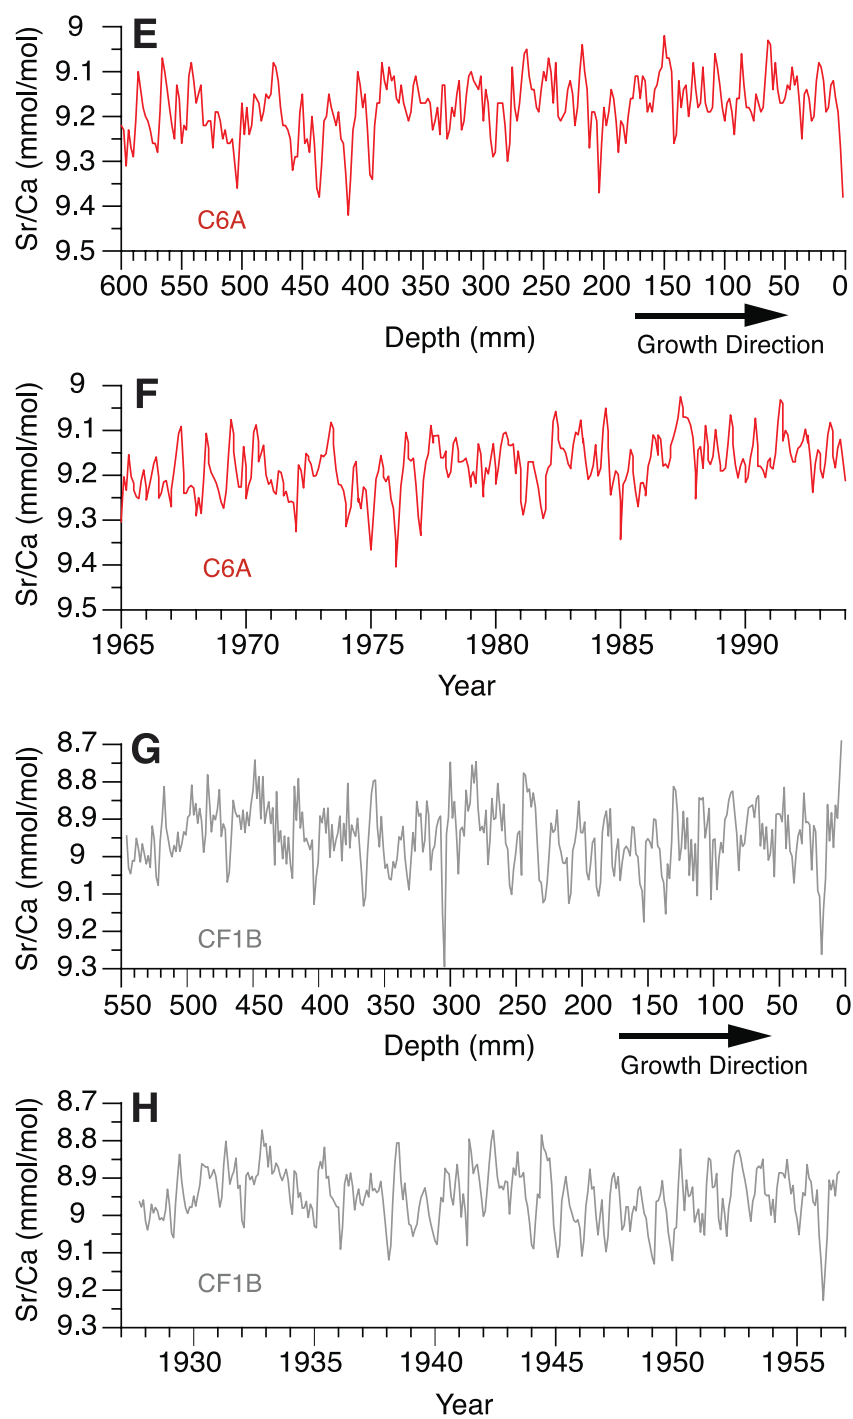 E
Sr/Ca (mmol/mol)
9
9.1
9.2
9.3
9.4
9.5
C6A
600 550 500 450 400 350 300 250 200 150 100 50 0
Depth (mm)
Growth Direction
F
Sr/Ca (mmol/mol)
9
9.1
9.2
9.3
9.4
9.5
C6A
1965 1970 1975 1980 1985 1990
Year
G
Sr/Ca (mmol/mol)
8.7
8.8
8.9
9
9.1
9.2
9.3
CF1B
550 500 450 400 350 300 250 200 150 100 50 0
Depth (mm)
Growth Direction
H
Sr/Ca (mmol/mol)
8.7
8.8
8.9
9
9.1
9.2
9.3
CF1B
1930 1935 1940 1945 1950 1955
Year